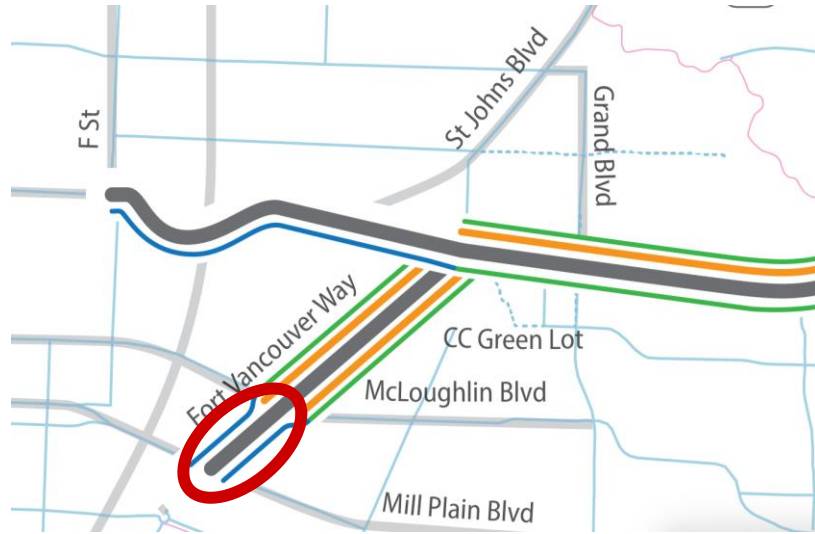 St Johns Blvd
Grand Blvd
F St
Fort Vancouver Way
CC Green Lot
McLoughlin Blvd
Mill Plain Blvd